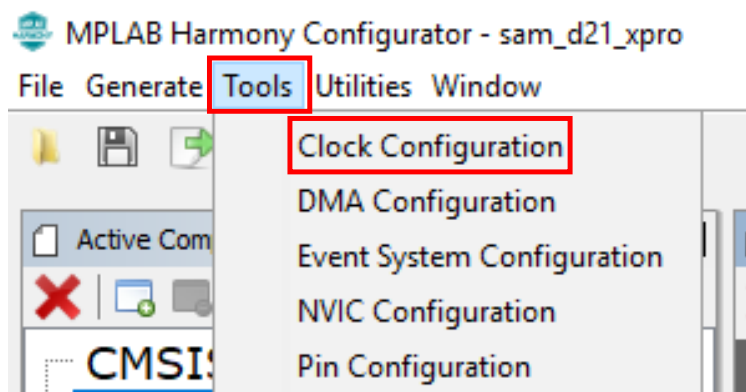 MPLAB Harmony Configurator - sam_d21_xpro
File Generate Tools Utilities Window
Clock Configuration
DMA Configuration
Active Com
Event System Configuration
NVIC Configuration
CMSIS
Pin Configuration